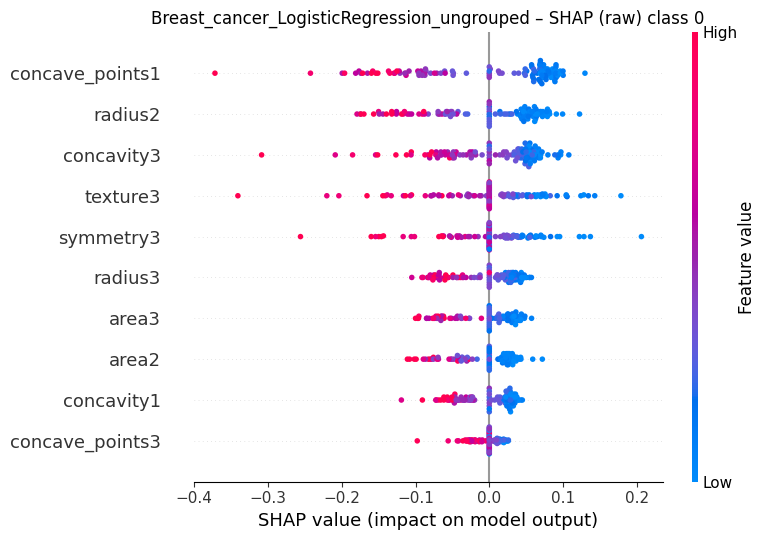 Breast_cancer_LogisticRegression_ungrouped – SHAP (raw) class 0
High
concave_points1
radius2
concavity3
texture3
symmetry3
radius3
area3
area2
concavity1
concave_points3
Feature value
Low
−0.4 −0.3 −0.2 −0.1 0.0 0.1 0.2
SHAP value (impact on model output)